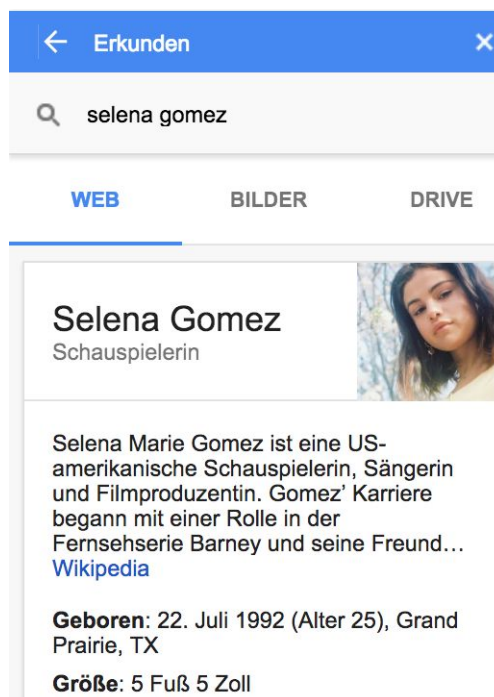 Erkunden
selena gomez
WEB BILDER DRIVE
Selena Gomez
Schauspielerin
Selena Marie Gomez ist eine US-
amerikanische Schauspielerin, Sängerin
und Filmproduzentin. Gomez’ Karriere
begann mit einer Rolle in der
Fernsehserie Barney und seine Freund…
Wikipedia
Geboren: 22. Juli 1992 (Alter 25), Grand
Prairie, TX
Größe: 5 Fuß 5 Zoll